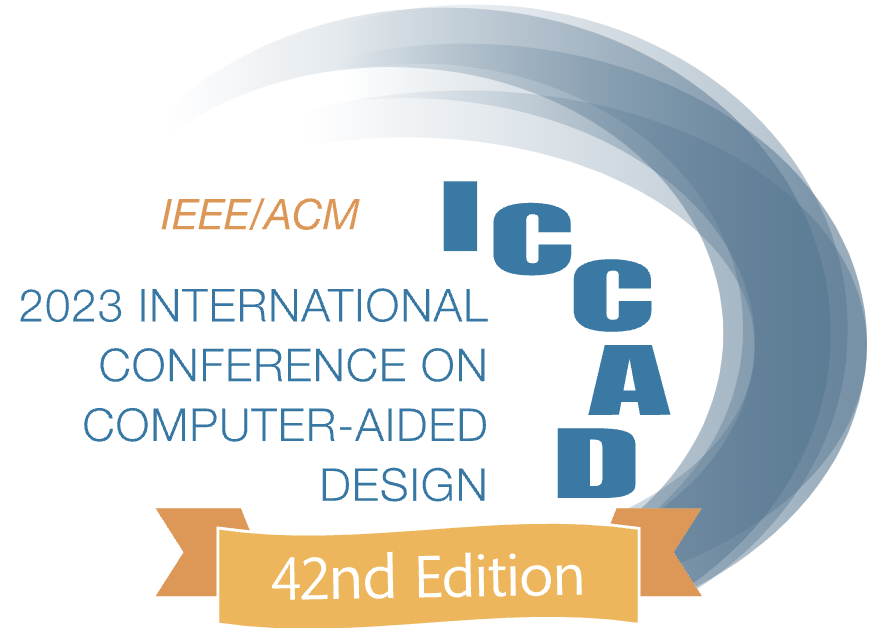 IEEE/ACM
ICCAD
2023 INTERNATIONAL
CONFERENCE ON
COMPUTER-AIDED
DESIGN
42nd Edition